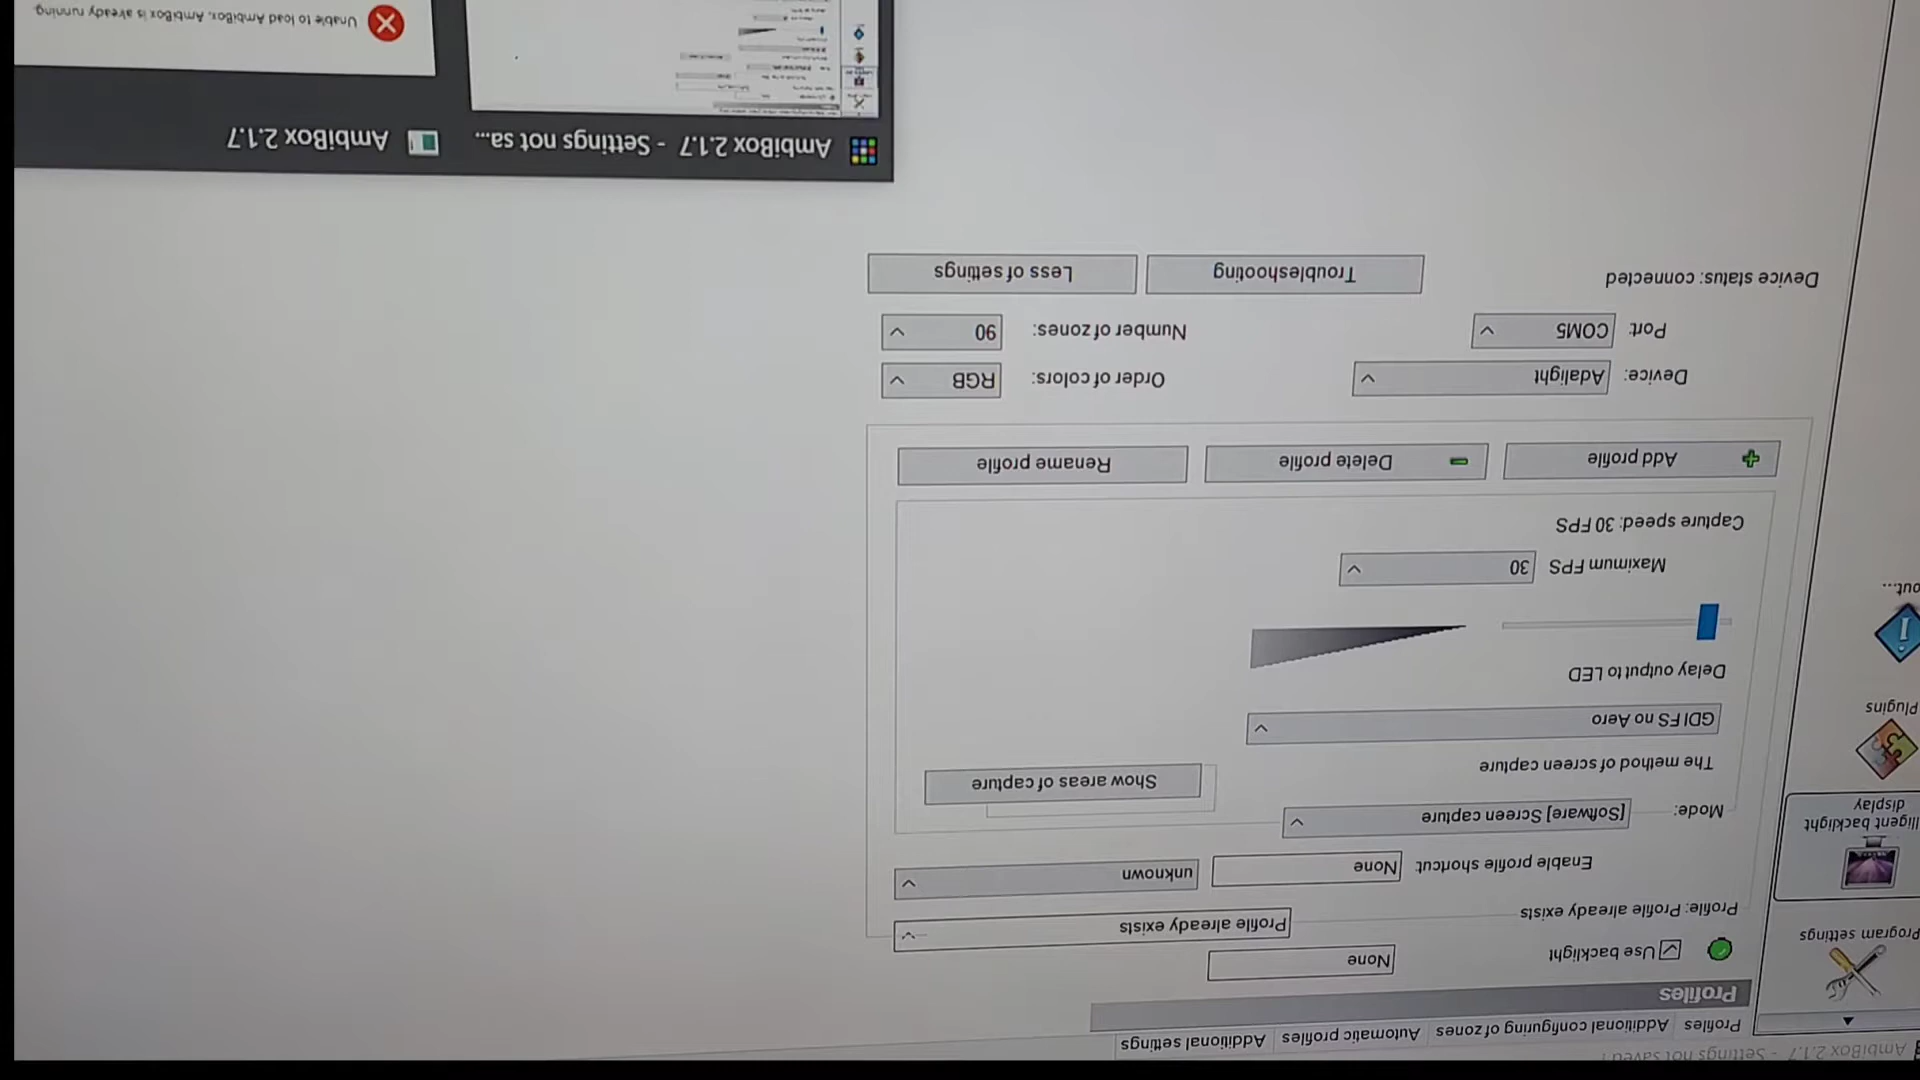 AmbiBox 2.1.7 - Settings not saved !
Profiles Additional configuring of zones Automatic profiles Additional settings
Profiles
Program settings
Use backlight
None
Profile: Profile already exists
Profile already exists
Enable profile shortcut
None
unknown
lligent backlight
display
Mode:
[Software] Screen capture
The method of screen capture
Show areas of capture
GDI FS no Aero
Plugins
Delay output to LED
out...
Maximum FPS
30
Capture speed: 30 FPS
Add profile
Delete profile
Rename profile
Device:
Adalight
Order of colors:
RGB
Port:
COM5
Number of zones:
90
Device status: connected
Troubleshooting
Less of settings
AmbiBox 2.1.7 - Settings not sa...
AmbiBox 2.1.7
Unable to load AmbiBox. AmbiBox is already running.